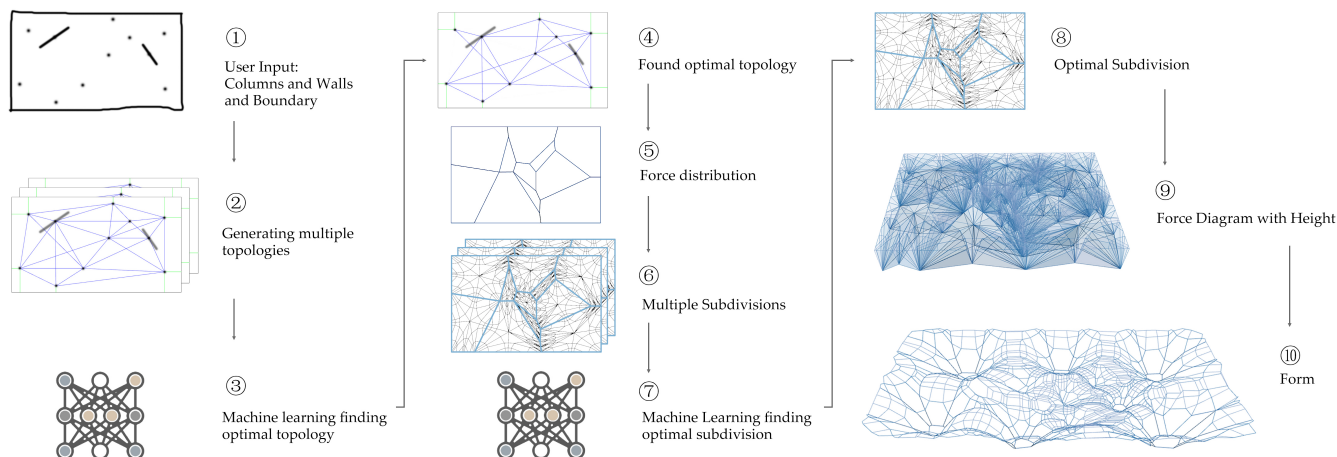 ①
User Input:
Columns and Walls
and Boundary
②
Generating multiple
topologies
③
Machine learning finding
optimal topology
④
Found optimal topology
⑤
Force distribution
⑥
Multiple Subdivisions
⑦
Machine Learning finding
optimal subdivision
⑧
Optimal Subdivision
⑨
Force Diagram with Height
⑩
Form